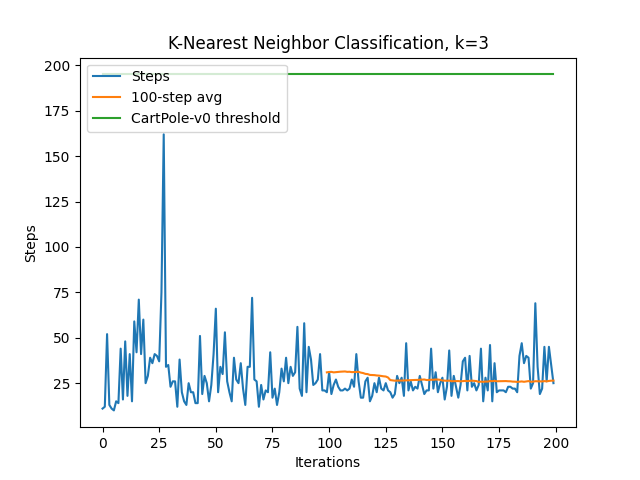 K-Nearest Neighbor Classification, k=3
200
175
150
125
100
75
50
25
Steps
Steps
100-step avg
CartPole-v0 threshold
0
25
50
75
100
125
150
175
200
Iterations